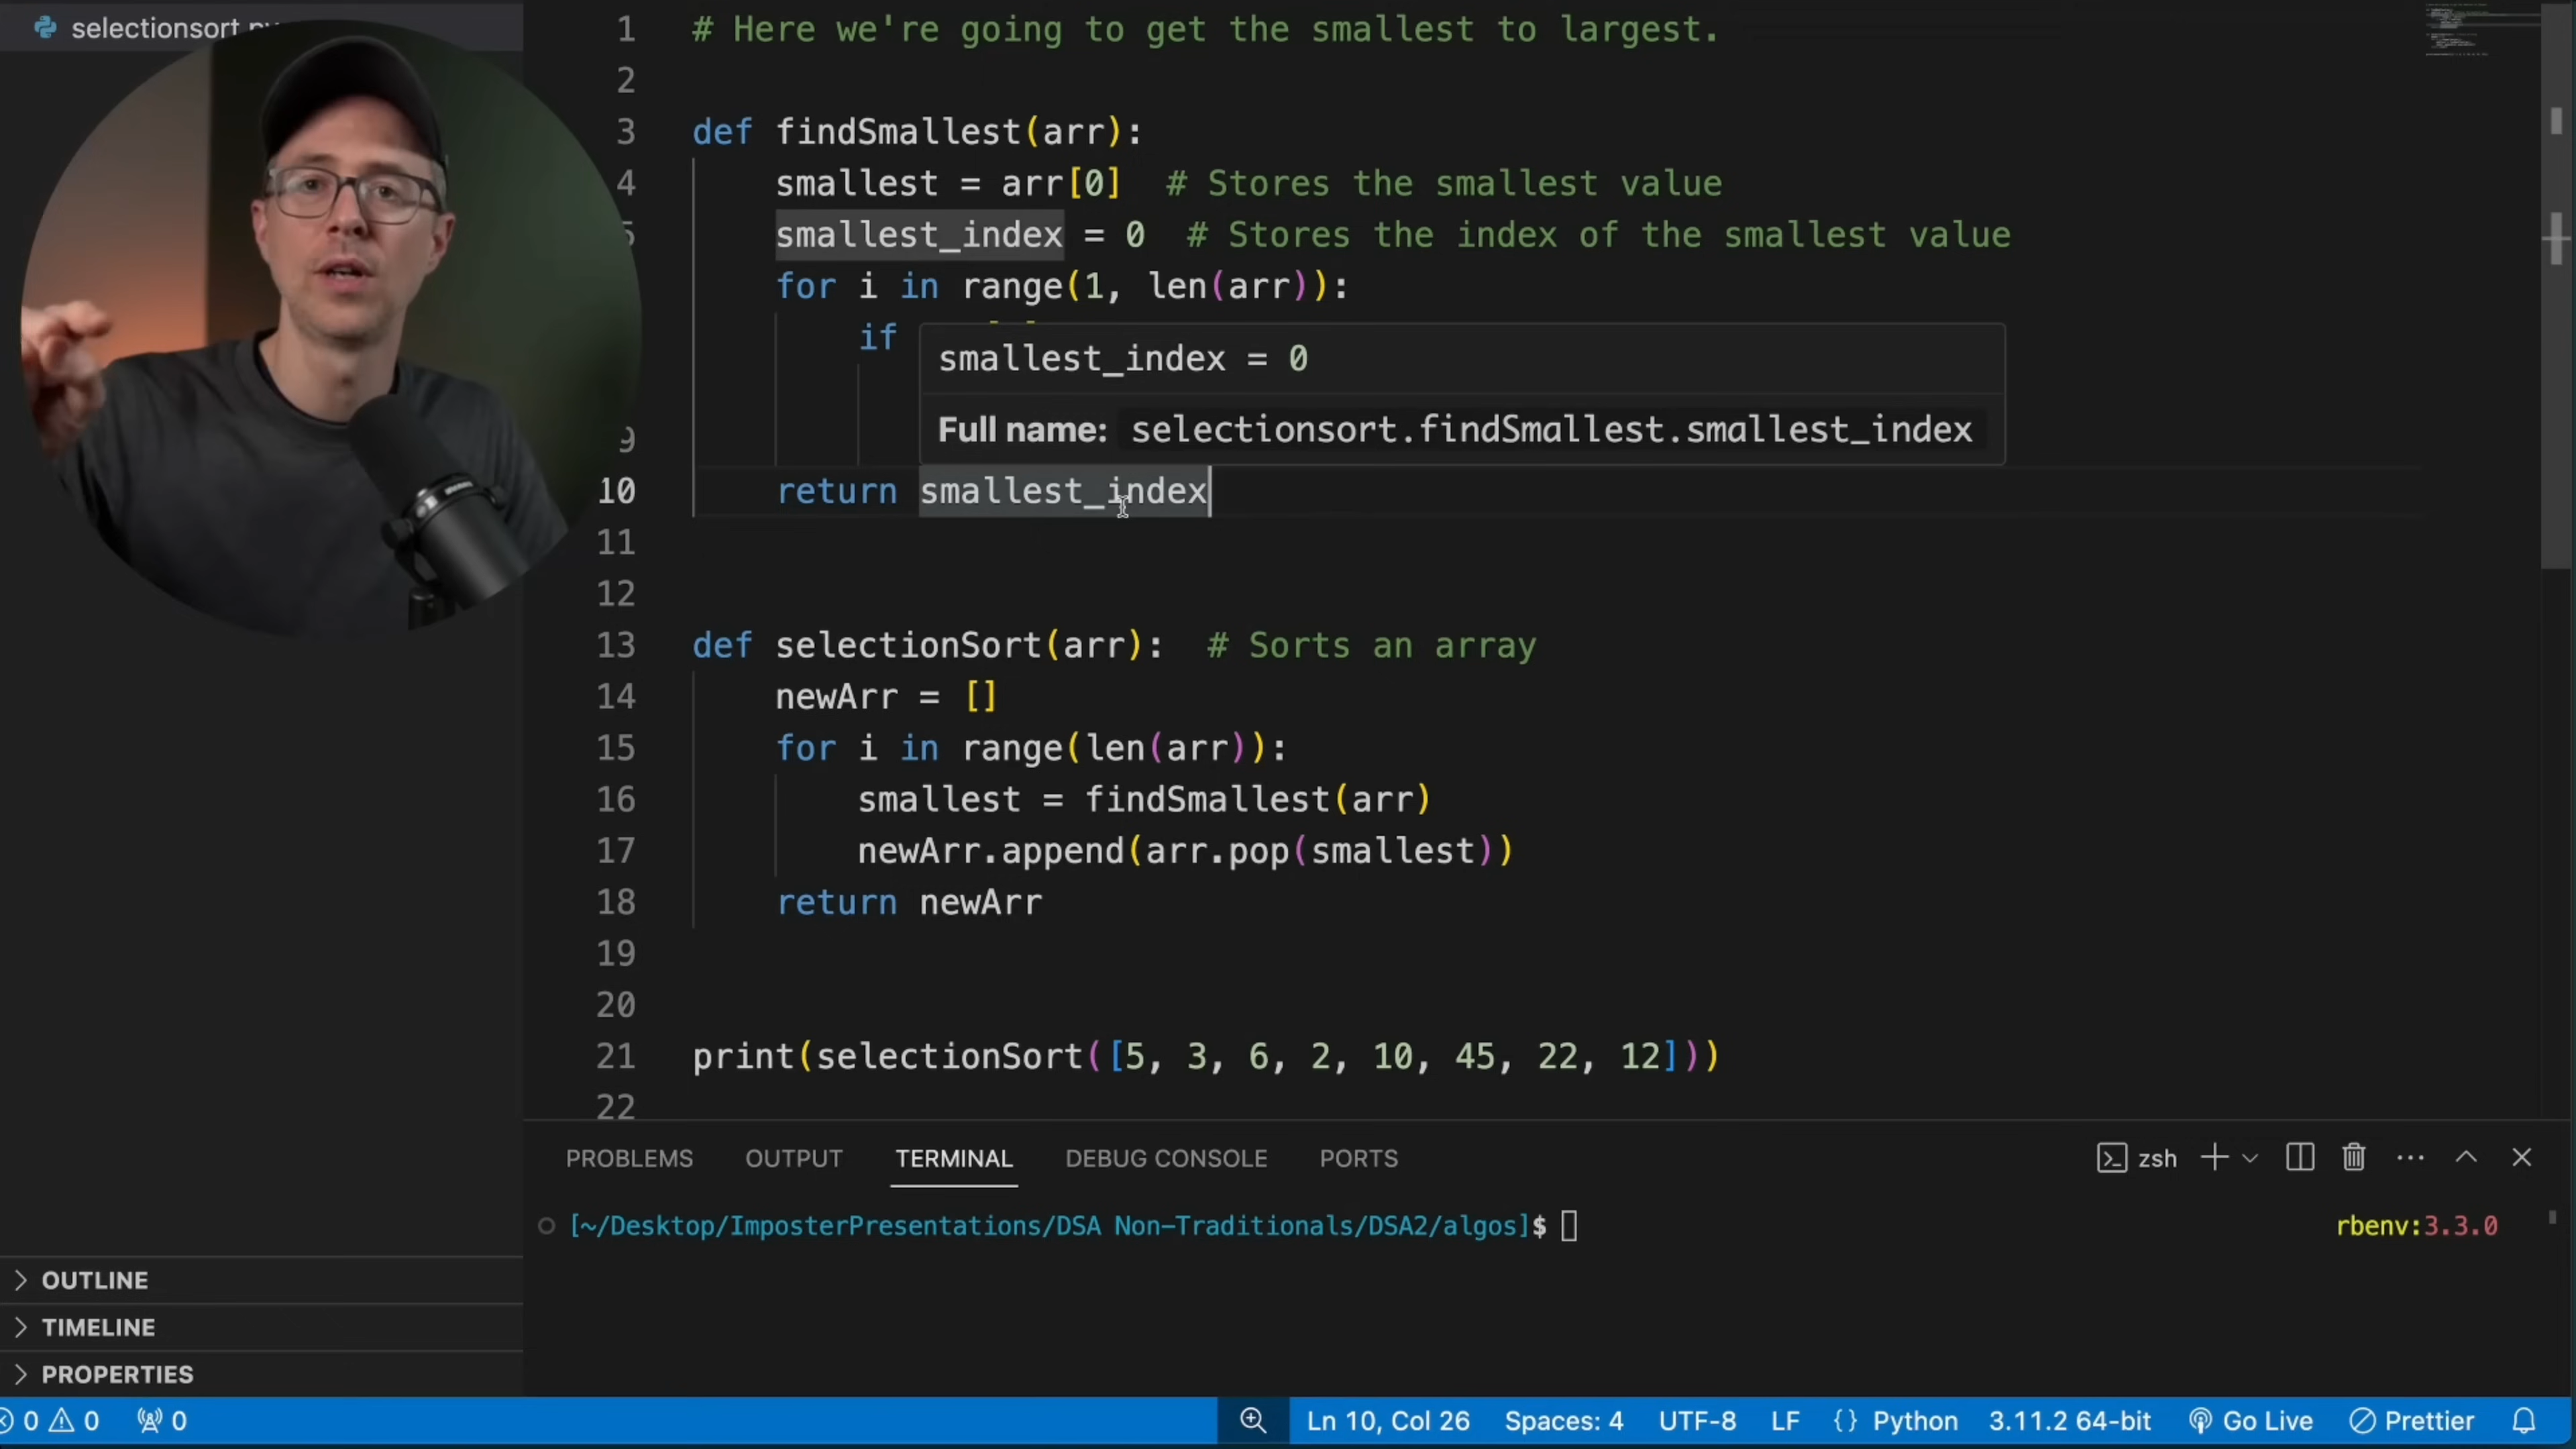 selectionsort.py
1 # Here we're going to get the smallest to largest.
2
3 def findSmallest(arr):
4 smallest = arr[0] # Stores the smallest value
5 smallest_index = 0 # Stores the index of the smallest value
for i in range(1, len(arr)):
if
smallest_index = 0
Full name: selectionsort.findSmallest.smallest_index
9
10 return smallest_index
11
12
13 def selectionSort(arr): # Sorts an array
14 newArr = []
15 for i in range(len(arr)):
16 smallest = findSmallest(arr)
17 newArr.append(arr.pop(smallest))
18 return newArr
19
20
21 print(selectionSort([5, 3, 6, 2, 10, 45, 22, 12]))
22
PROBLEMS OUTPUT TERMINAL DEBUG CONSOLE PORTS zsh
[~/Desktop/ImposterPresentations/DSA Non-Traditionals/DSA2/algos]$ rbenv:3.3.0
OUTLINE
TIMELINE
PROPERTIES
0 0 0 Ln 10, Col 26 Spaces: 4 UTF-8 LF {} Python 3.11.2 64-bit Go Live Prettier